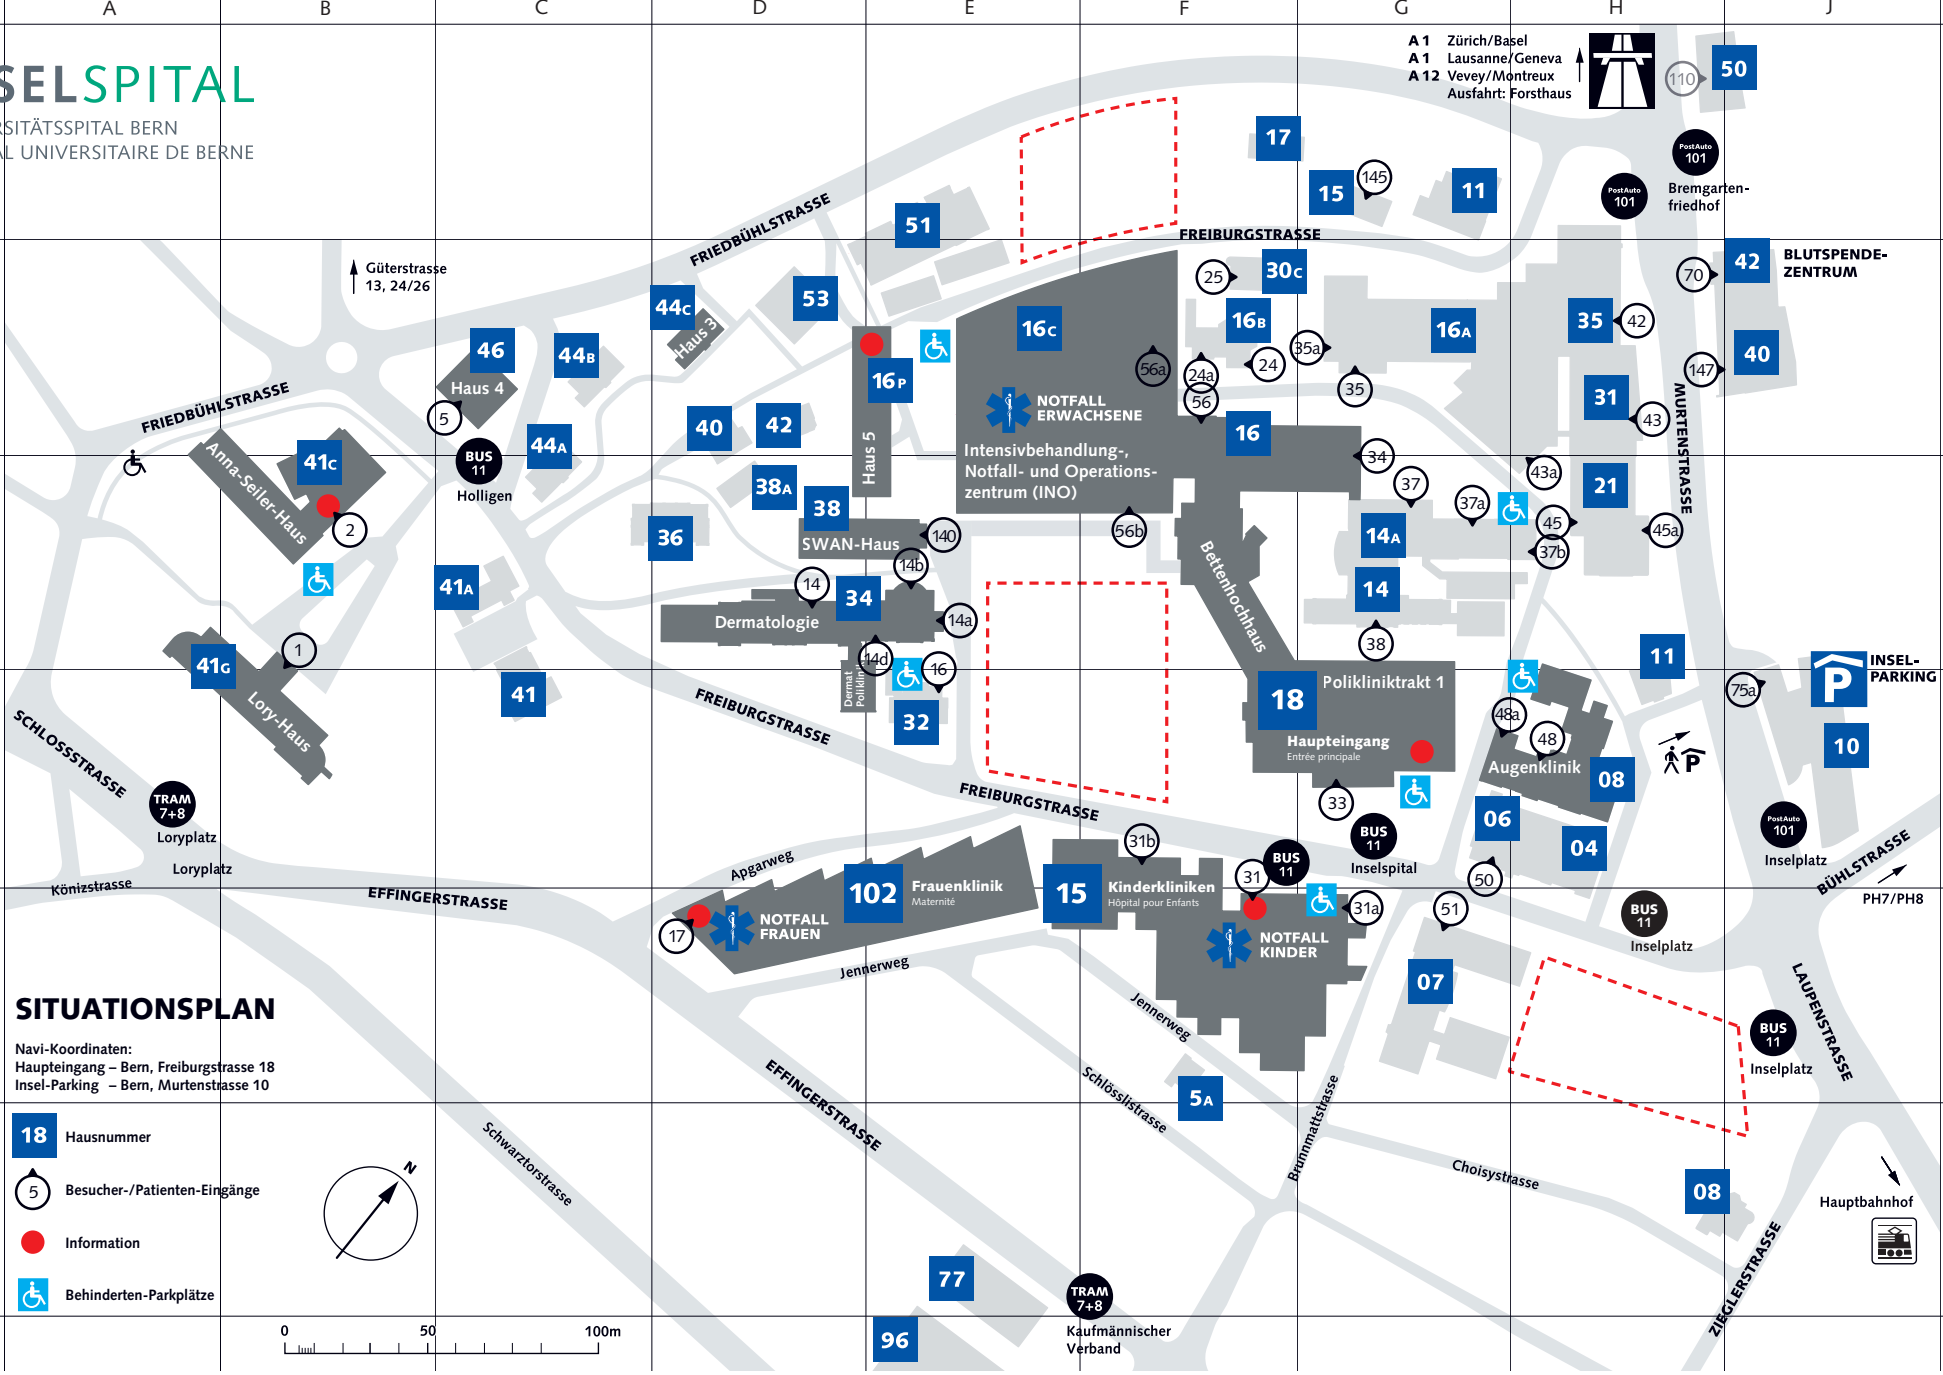 A B C D E F G H J
SELSPITAL
RSITÄTSSPITAL BERN
AL UNIVERSITAIRE DE BERNE
A 1 Zürich/Basel
A 1 Lausanne/Geneva
A 12 Vevey/Montreux
Ausfahrt: Forsthaus
110
50
PostAuto
101
Bremgarten-
friedhof
PostAuto
101
17
15
145
11
51
FREIBURGSTRASSE
FRIEDBÜHLSTRASSE
Güterstrasse
13, 24/26
25
30C
70
42
BLUTSPENDE-
ZENTRUM
44C
Haus 3
53
16C
16B
16A
35
42
46
44B
Haus 4
5
16P
56a
24a
56
24
35a
35
147
40
31
43
MURTENSTRASSE
FRIEDBÜHLSTRASSE
NOTFALL
ERWACHSENE
Intensivbehandlung-,
Notfall- und Operations-
zentrum (INO)
16
34
Anna-Seiler-Haus
41C
2
BUS
11
Holligen
44A
40
42
38A
38
Haus 5
36
SWAN-Haus
140
56b
37
37a
43a
21
45
45a
37b
14A
14
38
41A
14
34
14b
Dermatologie
14a
14d
Dermat
Poliklin
16
32
Bettenhochhaus
11
1
41G
Lory-Haus
41
FREIBURGSTRASSE
18
Polikliniktrakt 1
Haupteingang
Entrée principale
33
48a
48
Augenklinik
08
75a
P
INSEL-
PARKING
10
P
SCHLOSSSTRASSE
TRAM
7+8
Loryplatz
Loryplatz
Könizstrasse
EFFINGERSTRASSE
Apgarweg
FREIBURGSTRASSE
102
Frauenklinik
Maternité
NOTFALL
FRAUEN
17
Jennerweg
15
Kinderkliniken
Hôpital pour Enfants
31b
31
BUS
11
BUS
11
Inselspital
31a
NOTFALL
KINDER
06
04
50
51
07
PostAuto
101
Inselplatz
BÜHLSTRASSE
PH7/PH8
BUS
11
Inselplatz
LAUPENSTRASSE
BUS
11
Inselplatz
Jennerweg
Schlösslistrasse
5A
Brunnmattstrasse
Choisystrasse
08
Hauptbahnhof
ZIEGLERSTRASSE
EFFINGERSTRASSE
Schwarztorstrasse
77
96
TRAM
7+8
Kaufmännischer
Verband
SITUATIONSPLAN
Navi-Koordinaten:
Haupteingang – Bern, Freiburgstrasse 18
Insel-Parking – Bern, Murtenstrasse 10
18 Hausnummer
5 Besucher-/Patienten-Eingänge
Information
Behinderten-Parkplätze
N
0 50 100m